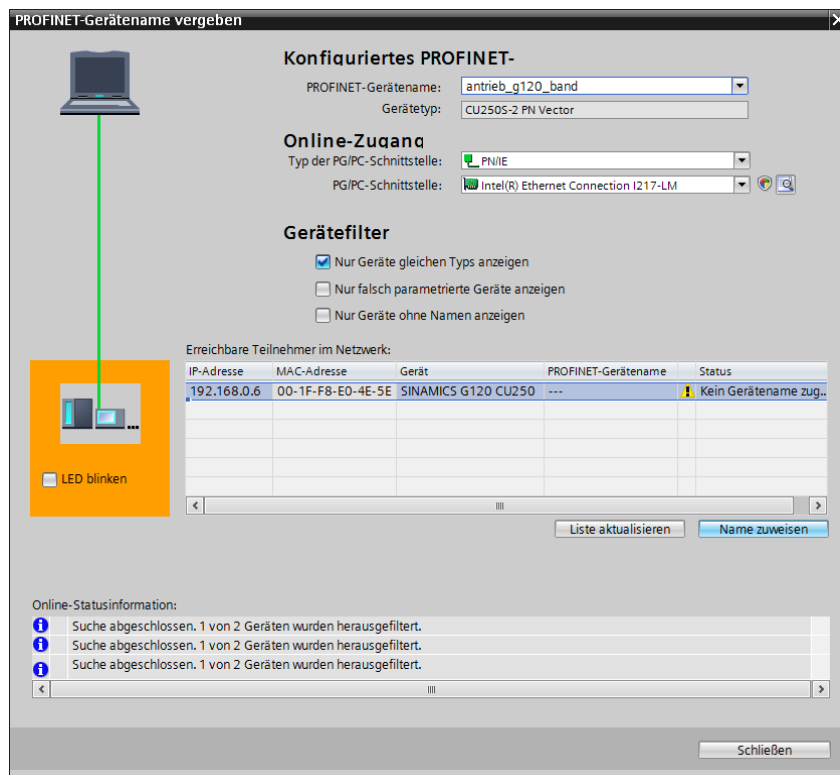 PROFINET-Gerätename vergeben
Konfiguriertes PROFINET-
PROFINET-Gerätename: antrieb_g120_band
Gerätetyp: CU250S-2 PN Vector
Online-Zugang
Typ der PG/PC-Schnittstelle: PN/IE
PG/PC-Schnittstelle: Intel(R) Ethernet Connection I217-LM
Gerätefilter
Nur Geräte gleichen Typs anzeigen
Nur falsch parametrierte Geräte anzeigen
Nur Geräte ohne Namen anzeigen
Erreichbare Teilnehmer im Netzwerk:
IP-Adresse MAC-Adresse Gerät PROFINET-Gerätename Status
192.168.0.6 00-1F-F8-E0-4E-5E SINAMICS G120 CU250 --- Kein Gerätename zug...
LED blinken
Liste aktualisieren Name zuweisen
Online-Statusinformation:
Suche abgeschlossen. 1 von 2 Geräten wurden herausgefiltert.
Suche abgeschlossen. 1 von 2 Geräten wurden herausgefiltert.
Suche abgeschlossen. 1 von 2 Geräten wurden herausgefiltert.
Schließen